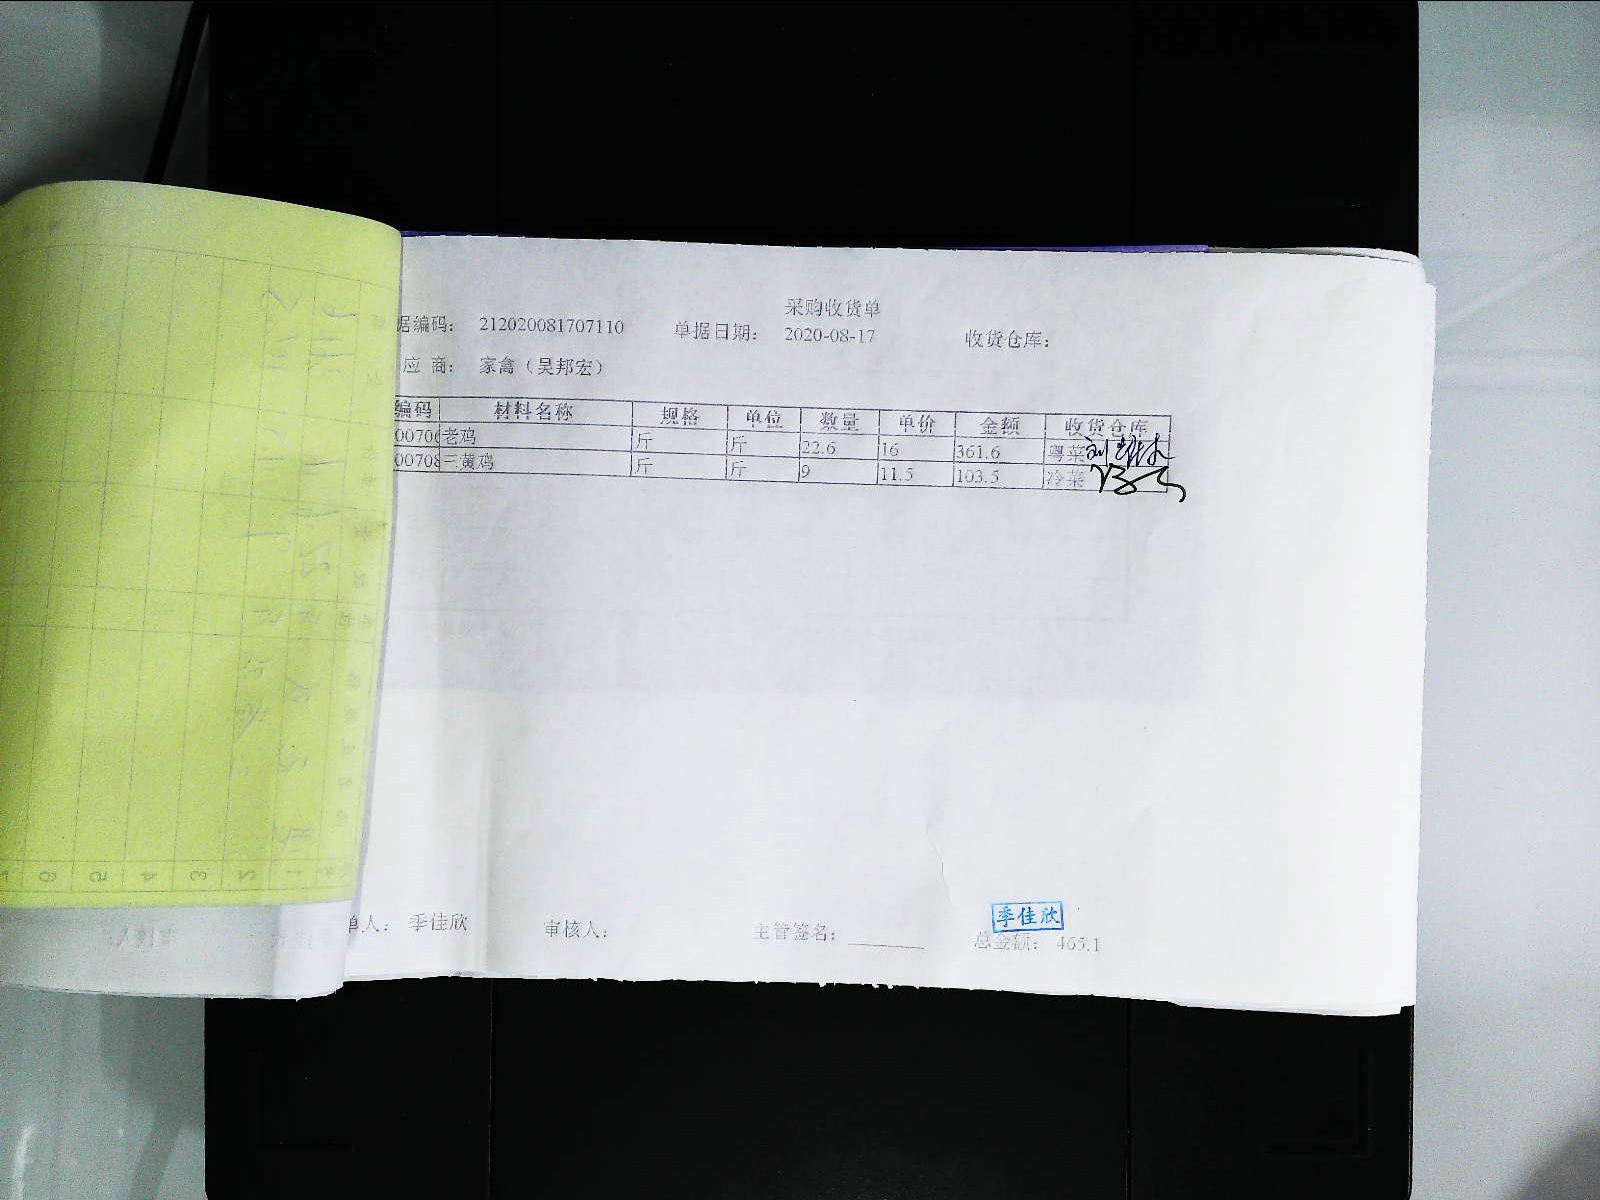 采购收货单
据编码： 212020081707110 单据日期： 2020-08-17 收货仓库：
应 商： 家禽（吴邦宏）
编码 材料名称 规格 单位 数量 单价 金额 收货仓库
00706 老鸡 斤 斤 22.6 16 361.6 粤菜
00708 三黄鸡 斤 斤 9 11.5 103.5 冷菜
季佳欣
单人： 季佳欣 审核人： 主管签名： 总金额： 465.1